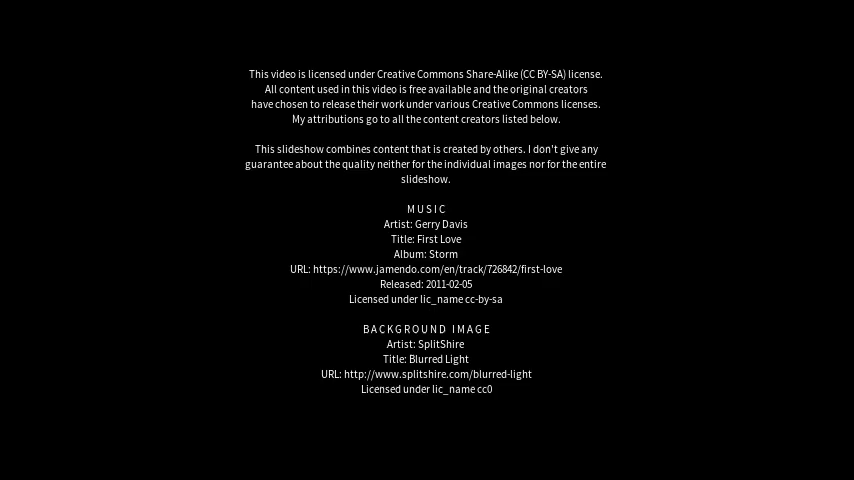 This video is licensed under Creative Commons Share-Alike (CC BY-SA) license.
All content used in this video is free available and the original creators
have chosen to release their work under various Creative Commons licenses.
My attributions go to all the content creators listed below.
This slideshow combines content that is created by others. I don't give any
guarantee about the quality neither for the individual images nor for the entire
slideshow.
MUSIC
Artist: Gerry Davis
Title: First Love
Album: Storm
URL: https://www.jamendo.com/en/track/726842/first-love
Released: 2011-02-05
Licensed under lic_name cc-by-sa
BACKGROUND IMAGE
Artist: SplitShire
Title: Blurred Light
URL: http://www.splitshire.com/blurred-light
Licensed under lic_name cc0